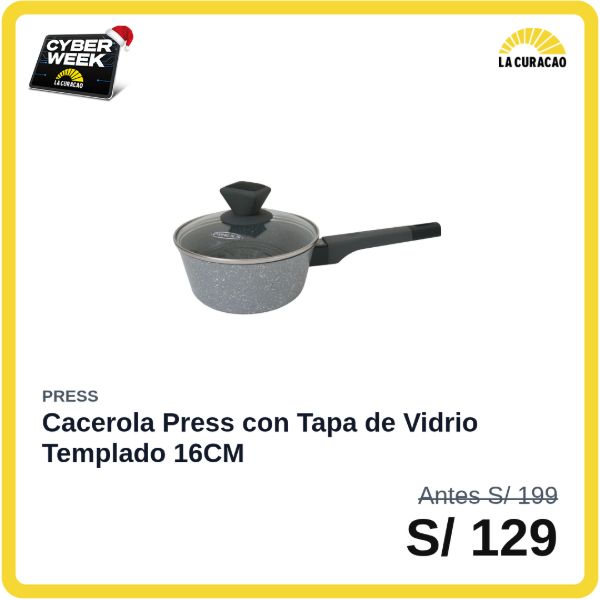 CYBER
WEEK
LA CURACAO
LA CURACAO
PRESS
Cacerola Press con Tapa de Vidrio
Templado 16CM
Antes S/ 199
S/ 129